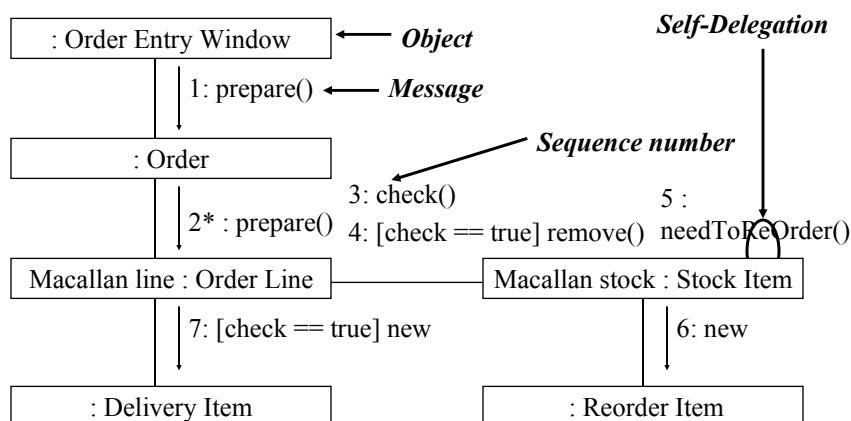 Self-Delegation
: Order Entry Window
Object
1: prepare()
Message
Sequence number
: Order
3: check()
5 :
2* : prepare()
4: [check == true] remove()
needToReOrder()
Macallan line : Order Line
Macallan stock : Stock Item
7: [check == true] new
6: new
: Delivery Item
: Reorder Item